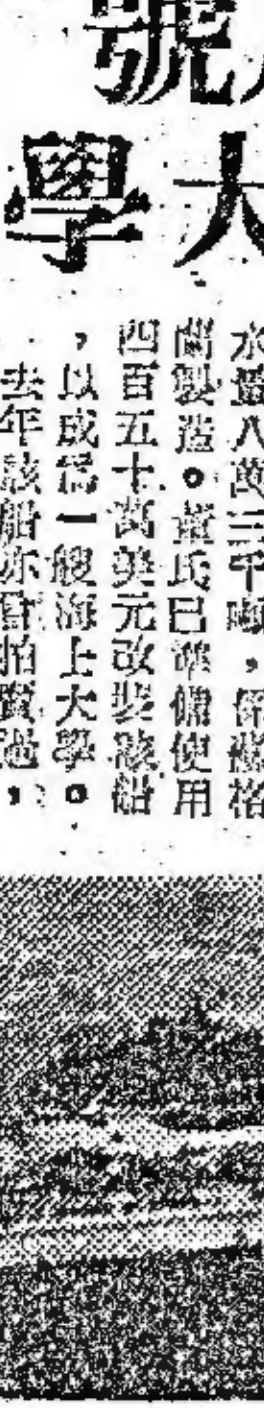 大
號
學
水量八萬三千噸，係蘇格
蘭製造。董氏已準備使用
四百五十萬美元改裝該船
，以成爲一艘海上大學。
去年該船亦曾拍賣過，